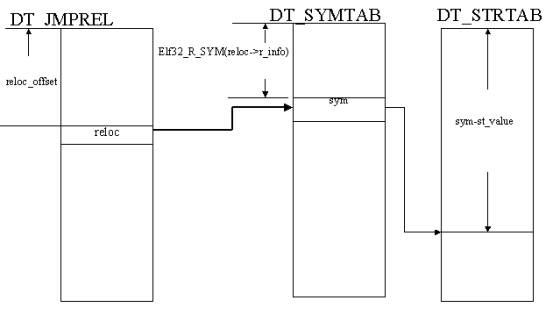 DT_JMPREL
DT_SYMTAB
DT_STRTAB
Elf32_R_SYM(reloc->r_info)
reloc_offset
sym
sym-st_value
reloc